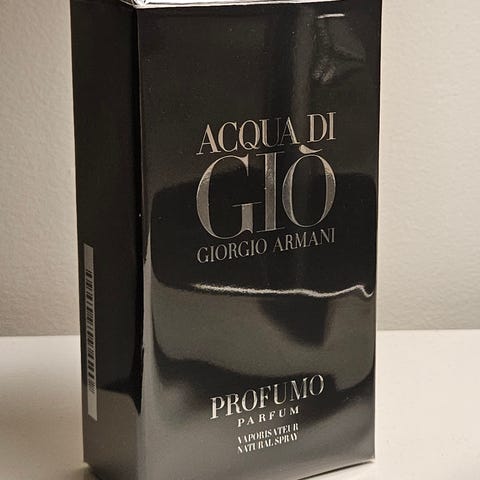 ACQUA DI
GIÒ
GIORGIO ARMANI
PROFUMO
PARFUM
VAPORISATEUR
NATURAL SPRAY